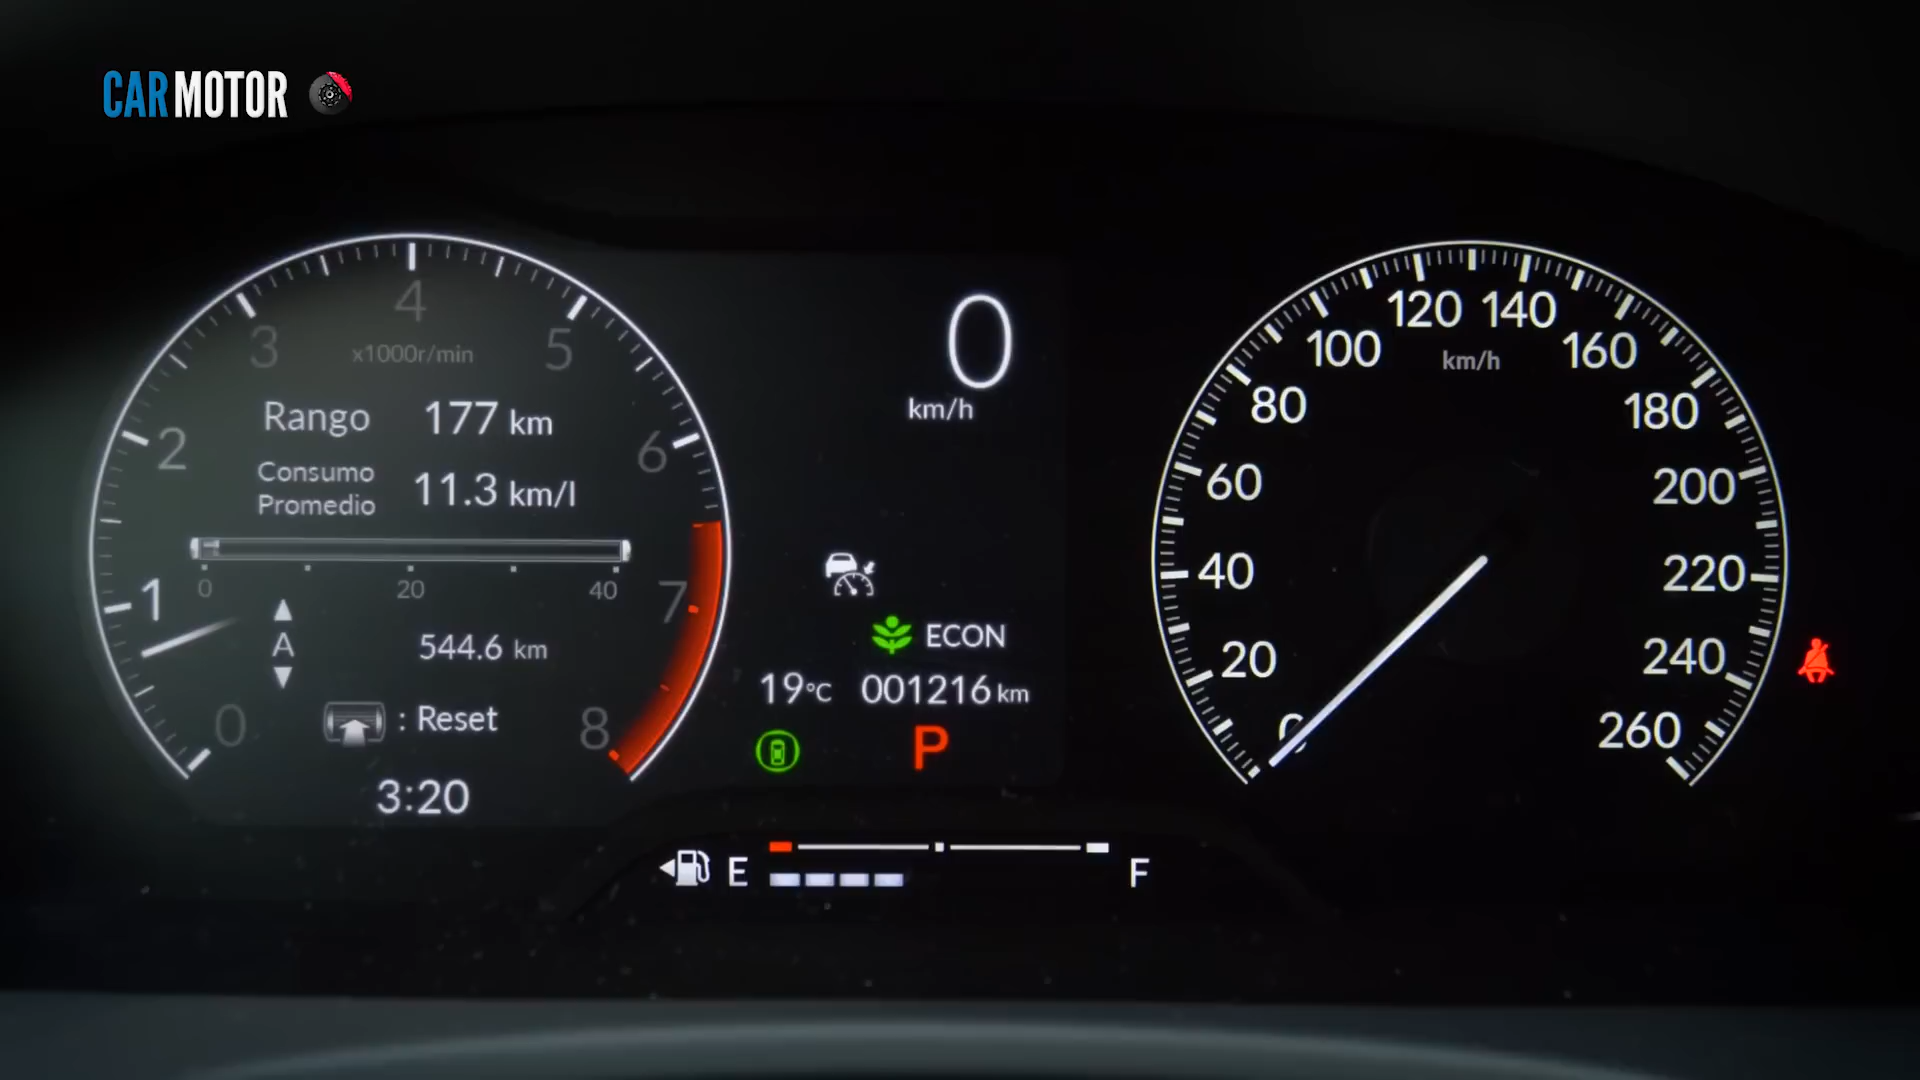 CARMOTOR
4
3
5
x1000r/min
2
6
Rango 177 km
Consumo
Promedio
11.3 km/l
0 20 40
1
7
A
544.6 km
0
: Reset
8
3:20
0
km/h
ECON
19°C 001216 km
P
E F
120 140
100 160
km/h
80 180
60 200
40 220
20 240
0 260